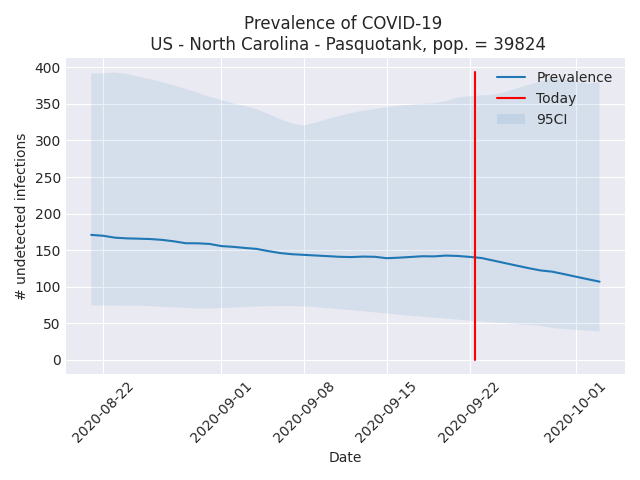 Prevalence of COVID-19
US - North Carolina - Pasquotank, pop. = 39824
400
350
300
250
200
150
100
50
0
# undetected infections
Prevalence
Today
95CI
2020-08-22
2020-09-01
2020-09-08
2020-09-15
2020-09-22
2020-10-01
Date